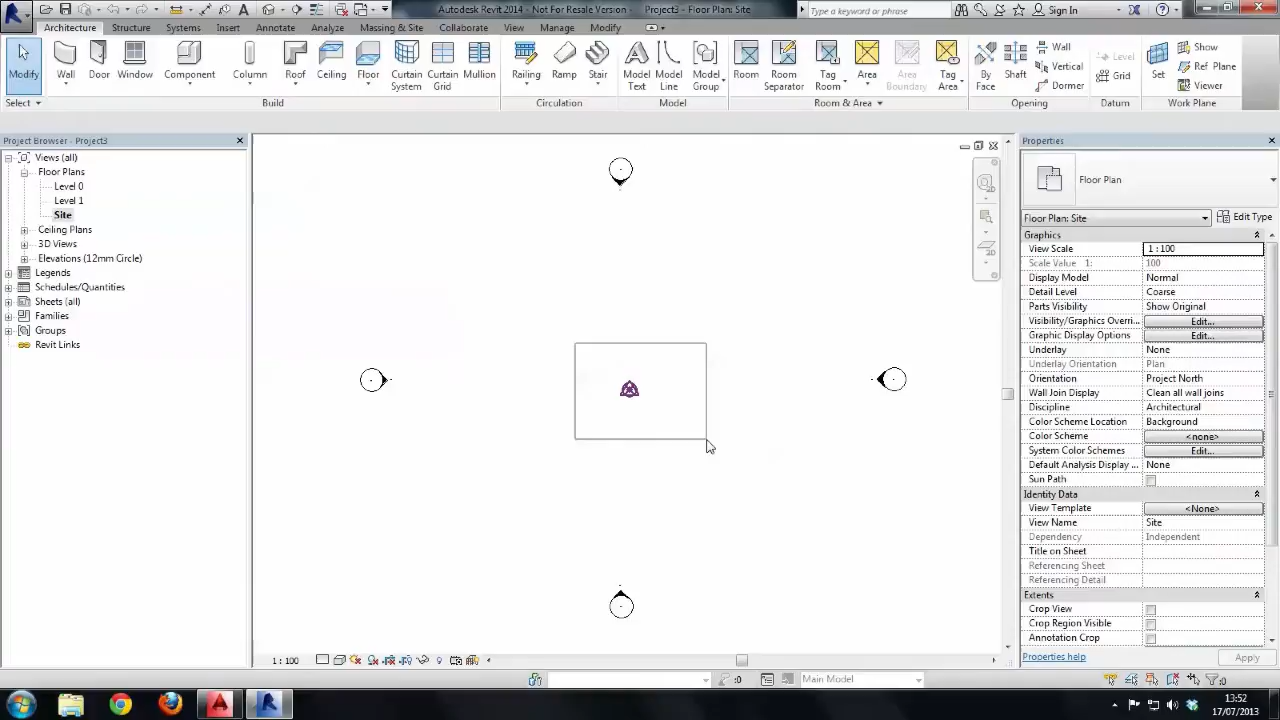 Autodesk Revit 2014 - Not For Resale Version - Project3 - Floor Plan: Site
Type a keyword or phrase
Sign In
Architecture
Structure
Systems
Insert
Annotate
Analyze
Massing & Site
Collaborate
View
Manage
Modify
Modify
Wall
Door
Window
Component
Column
Roof
Ceiling
Floor
Curtain System
Curtain Grid
Mullion
Railing
Ramp
Stair
Model Text
Model Line
Model Group
Room
Room Separator
Tag Room
Area
Area Boundary
Tag Area
By Face
Shaft
Wall
Vertical
Dormer
Level
Grid
Set
Show
Ref Plane
Viewer
Select
Build
Circulation
Model
Room & Area
Opening
Datum
Work Plane
Project Browser - Project3
Views (all)
Floor Plans
Level 0
Level 1
Site
Ceiling Plans
3D Views
Elevations (12mm Circle)
Legends
Schedules/Quantities
Sheets (all)
Families
Groups
Revit Links
Properties
Floor Plan
Floor Plan: Site
Edit Type
Graphics
View Scale 1 : 100
Scale Value 1: 100
Display Model Normal
Detail Level Coarse
Parts Visibility Show Original
Visibility/Graphics Overri... Edit...
Graphic Display Options Edit...
Underlay None
Underlay Orientation Plan
Orientation Project North
Wall Join Display Clean all wall joins
Discipline Architectural
Color Scheme Location Background
Color Scheme <none>
System Color Schemes Edit...
Default Analysis Display ... None
Sun Path
Identity Data
View Template <None>
View Name Site
Dependency Independent
Title on Sheet
Referencing Sheet
Referencing Detail
Extents
Crop View
Crop Region Visible
Annotation Crop
Properties help
Apply
1 : 100
:0
Main Model
:0
13:52
17/07/2013